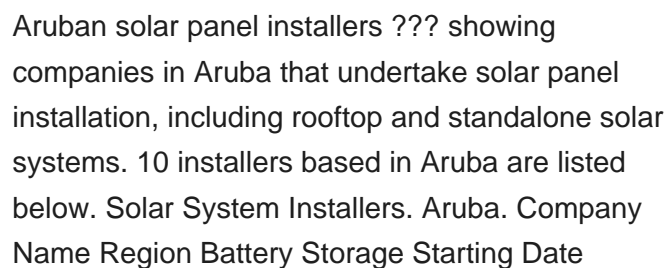 Aruban solar panel installers ??? showing
companies in Aruba that undertake solar panel
installation, including rooftop and standalone solar
systems. 10 installers based in Aruba are listed
below. Solar System Installers. Aruba. Company
Name Region Battery Storage Starting Date